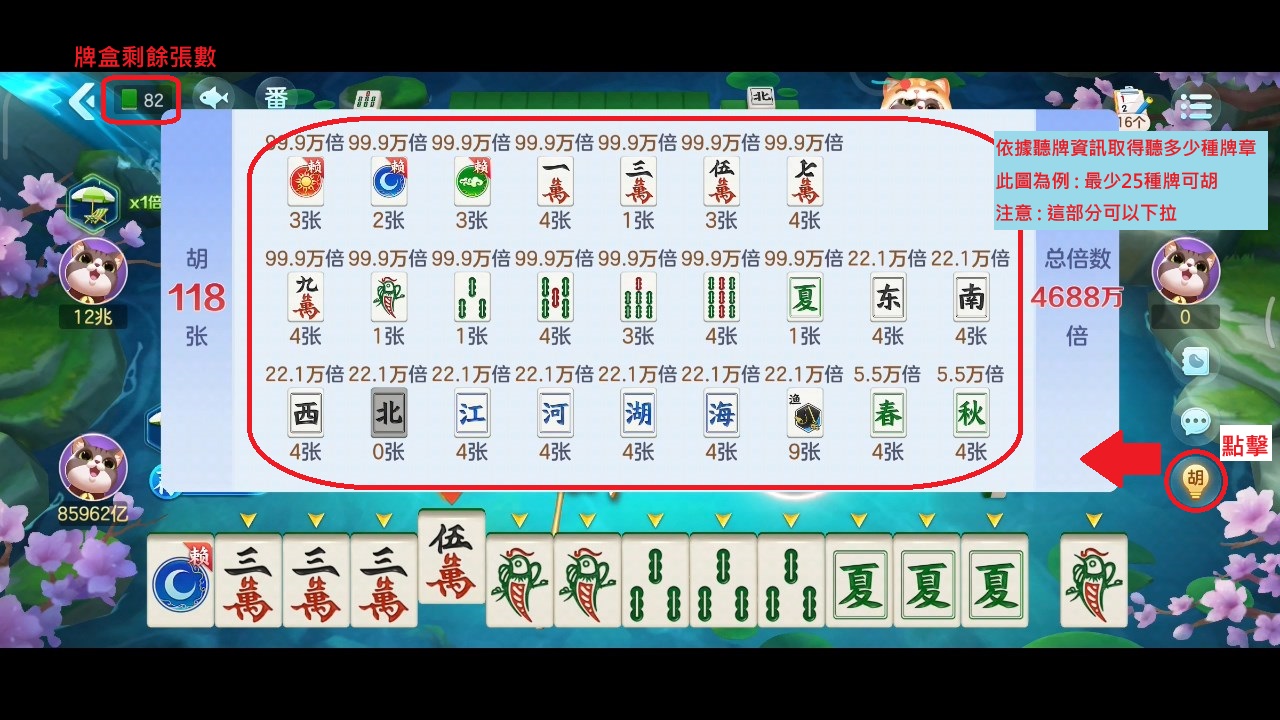 牌盒剩餘張數
82
番
北
2
16个
99.9万倍 99.9万倍 99.9万倍 99.9万倍 99.9万倍 99.9万倍 99.9万倍
赖 赖 赖 一萬 三萬 伍萬 七萬
3张 2张 3张 4张 1张 3张 4张
依據聽牌資訊取得聽多少種牌章
此圖為例 : 最少25種牌可胡
注意 : 這部分可以下拉
x1倍
胡
118
张
99.9万倍 99.9万倍 99.9万倍 99.9万倍 99.9万倍 99.9万倍 99.9万倍 22.1万倍 22.1万倍
九萬 夏 东 南
4张 1张 1张 4张 3张 4张 1张 4张 4张
总倍数
4688万
倍
12兆
0
22.1万倍 22.1万倍 22.1万倍 22.1万倍 22.1万倍 22.1万倍 22.1万倍 5.5万倍 5.5万倍
西 北 江 河 湖 海 渔 春 秋
4张 0张 4张 4张 4张 4张 9张 4张 4张
點擊
胡
85962亿
赖 三萬 三萬 三萬 伍萬 夏 夏 夏